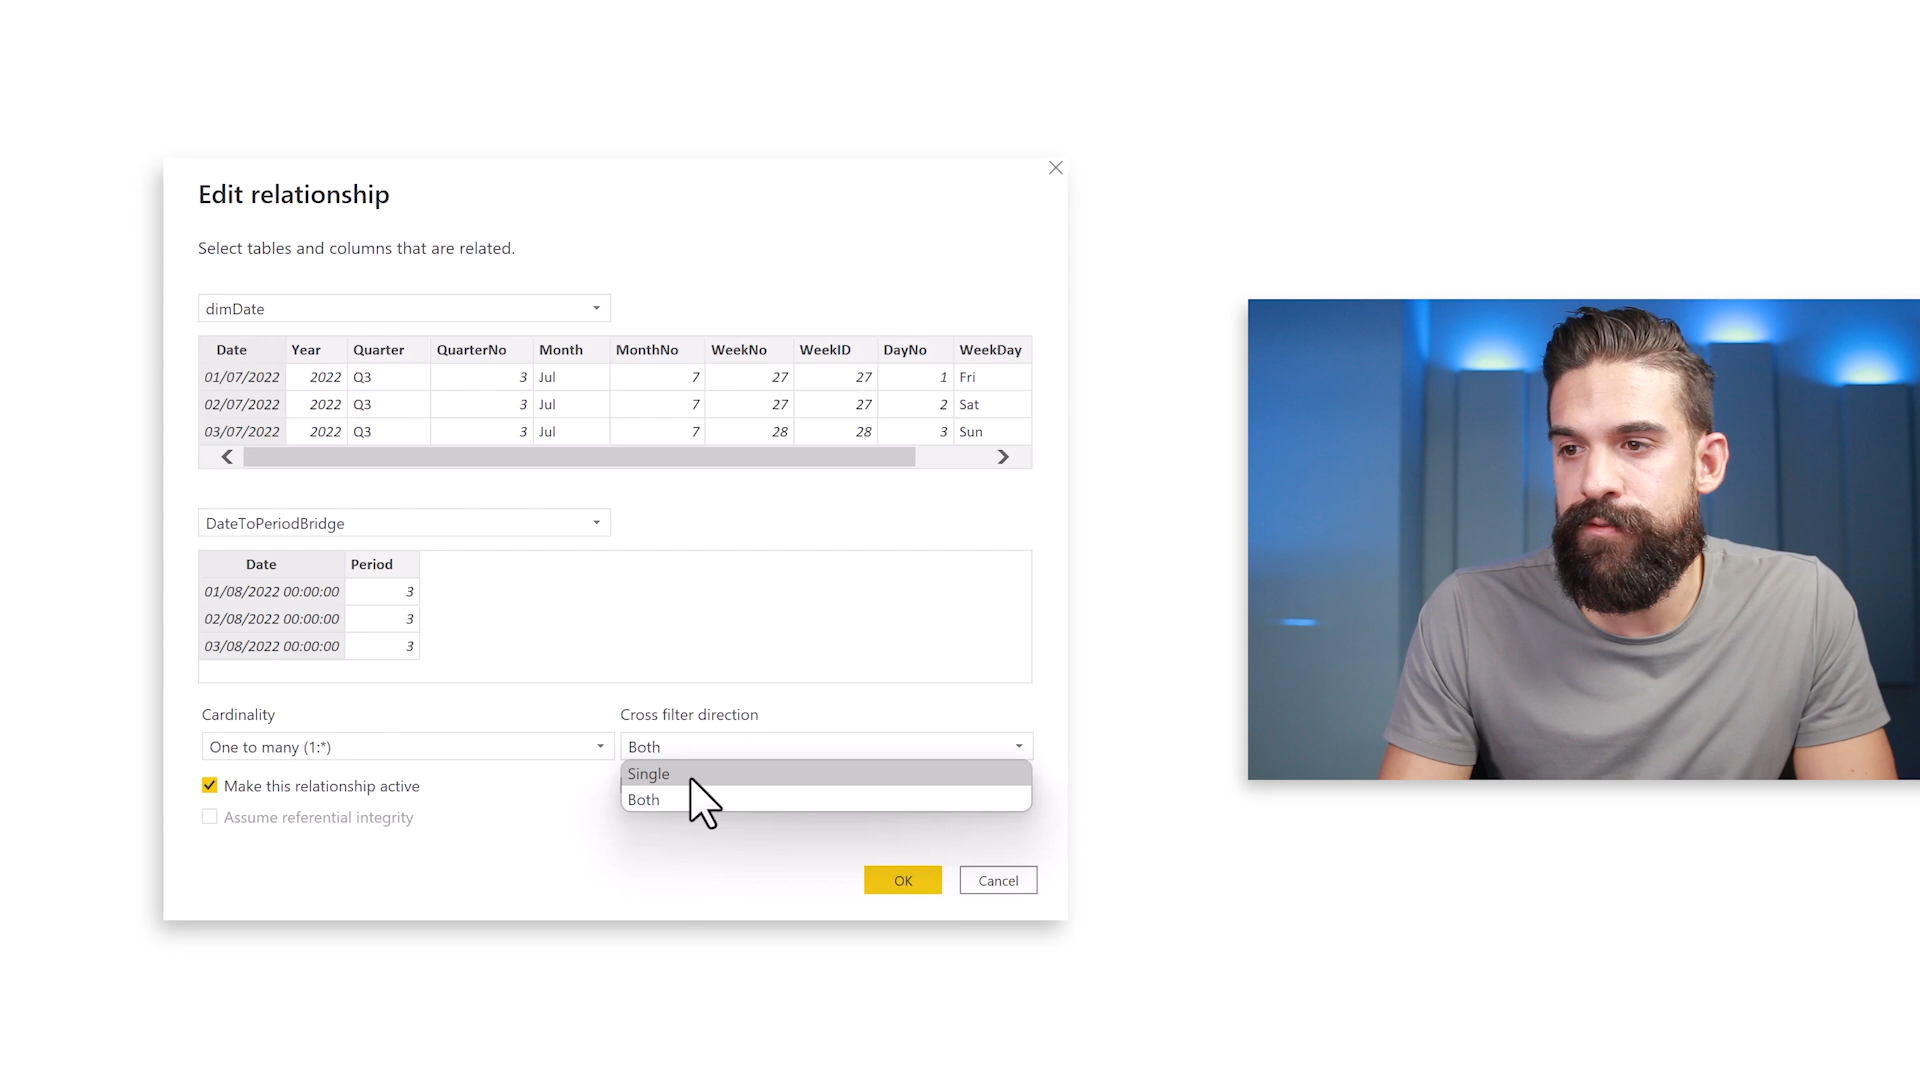 Edit relationship
Select tables and columns that are related.
dimDate
Date Year Quarter QuarterNo Month MonthNo WeekNo WeekID DayNo WeekDay
01/07/2022 2022 Q3 3 Jul 7 27 27 1 Fri
02/07/2022 2022 Q3 3 Jul 7 27 27 2 Sat
03/07/2022 2022 Q3 3 Jul 7 28 28 3 Sun
DateToPeriodBridge
Date Period
01/08/2022 00:00:00 3
02/08/2022 00:00:00 3
03/08/2022 00:00:00 3
Cardinality Cross filter direction
One to many (1:*) Both
Single
Make this relationship active
Both
Assume referential integrity
OK Cancel